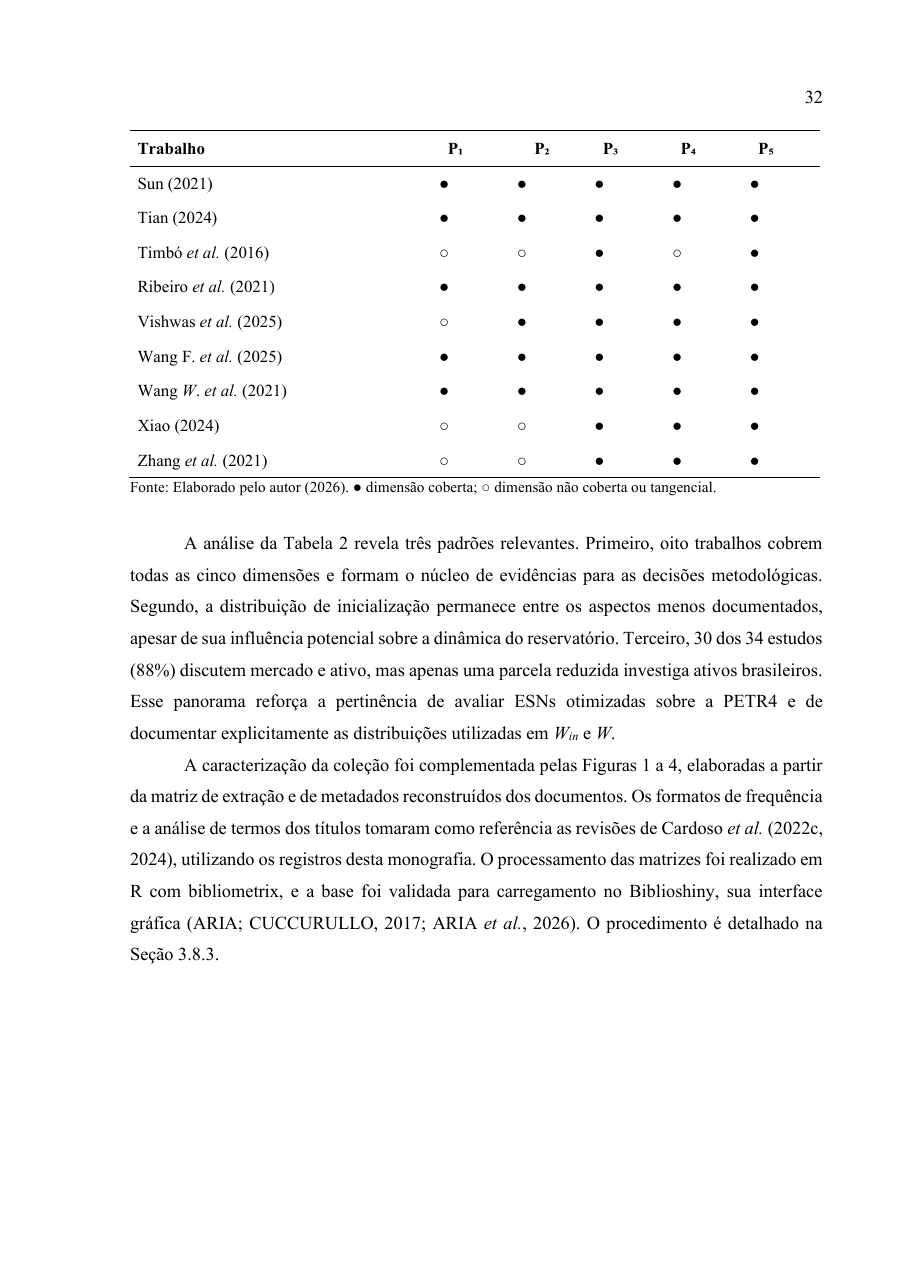 32
Trabalho P₁ P₂ P₃ P₄ P₅
Sun (2021) ● ● ● ● ●
Tian (2024) ● ● ● ● ●
Timbó et al. (2016) ○ ○ ● ○ ●
Ribeiro et al. (2021) ● ● ● ● ●
Vishwas et al. (2025) ○ ● ● ● ●
Wang F. et al. (2025) ● ● ● ● ●
Wang W. et al. (2021) ● ● ● ● ●
Xiao (2024) ○ ○ ● ● ●
Zhang et al. (2021) ○ ○ ● ● ●
Fonte: Elaborado pelo autor (2026). ● dimensão coberta; ○ dimensão não coberta ou tangencial.
A análise da Tabela 2 revela três padrões relevantes. Primeiro, oito trabalhos cobrem
todas as cinco dimensões e formam o núcleo de evidências para as decisões metodológicas.
Segundo, a distribuição de inicialização permanece entre os aspectos menos documentados,
apesar de sua influência potencial sobre a dinâmica do reservatório. Terceiro, 30 dos 34 estudos
(88%) discutem mercado e ativo, mas apenas uma parcela reduzida investiga ativos brasileiros.
Esse panorama reforça a pertinência de avaliar ESNs otimizadas sobre a PETR4 e de
documentar explicitamente as distribuições utilizadas em Win e W.
A caracterização da coleção foi complementada pelas Figuras 1 a 4, elaboradas a partir
da matriz de extração e de metadados reconstruídos dos documentos. Os formatos de frequência
e a análise de termos dos títulos tomaram como referência as revisões de Cardoso et al. (2022c,
2024), utilizando os registros desta monografia. O processamento das matrizes foi realizado em
R com bibliometrix, e a base foi validada para carregamento no Biblioshiny, sua interface
gráfica (ARIA; CUCCURULLO, 2017; ARIA et al., 2026). O procedimento é detalhado na
Seção 3.8.3.